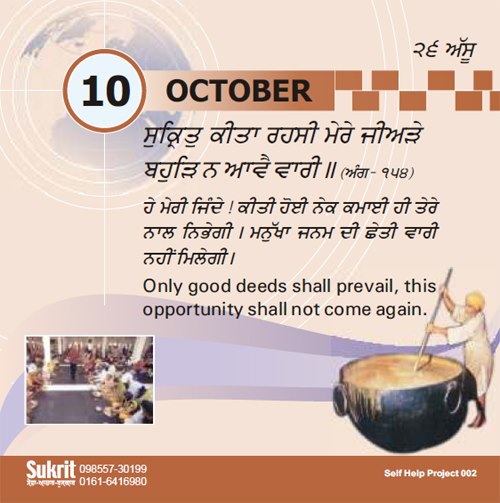 ੨੬ ਅੱਸੂ
10 OCTOBER
ਸੁਕ੍ਰਿਤੁ ਕੀਤਾ ਰਹਸੀ ਮੇਰੇ ਜੀਅੜੇ
ਬਹੁੜਿ ਨ ਆਵੈ ਵਾਰੀ॥ (ਅੰਗ- ੧੫੪)
ਹੇ ਮੇਰੀ ਜਿੰਦੇ ! ਕੀਤੀ ਹੋਈ ਨੇਕ ਕਮਾਈ ਹੀ ਤੇਰੇ
ਨਾਲ ਨਿਭੇਗੀ । ਮਨੁੱਖਾ ਜਨਮ ਦੀ ਛੇਤੀ ਵਾਰੀ
ਨਹੀਂ ਮਿਲੇਗੀ।
Only good deeds shall prevail, this
opportunity shall not come again.
Sukrit 098557-30199
0161-6416980
Self Help Project 002